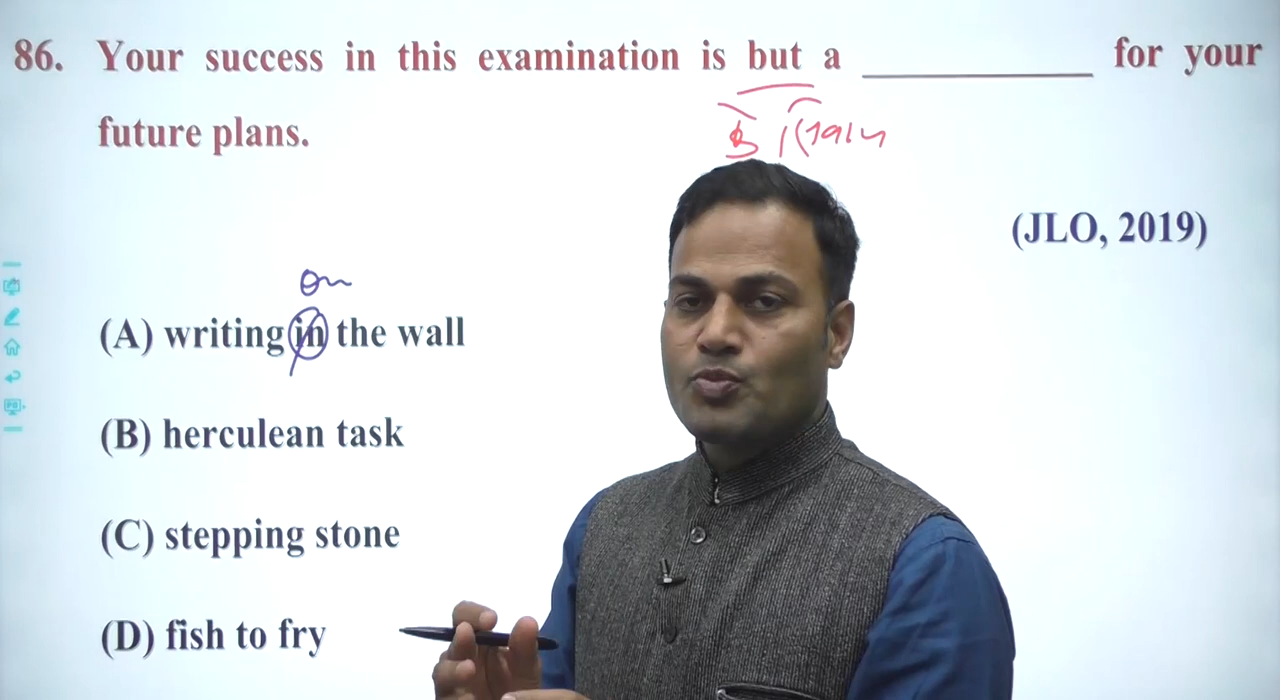 86. Your success in this examination is but a ____________ for your
future plans.
के सिवाय
(JLO, 2019)
on
(A) writing in the wall
(B) herculean task
(C) stepping stone
(D) fish to fry